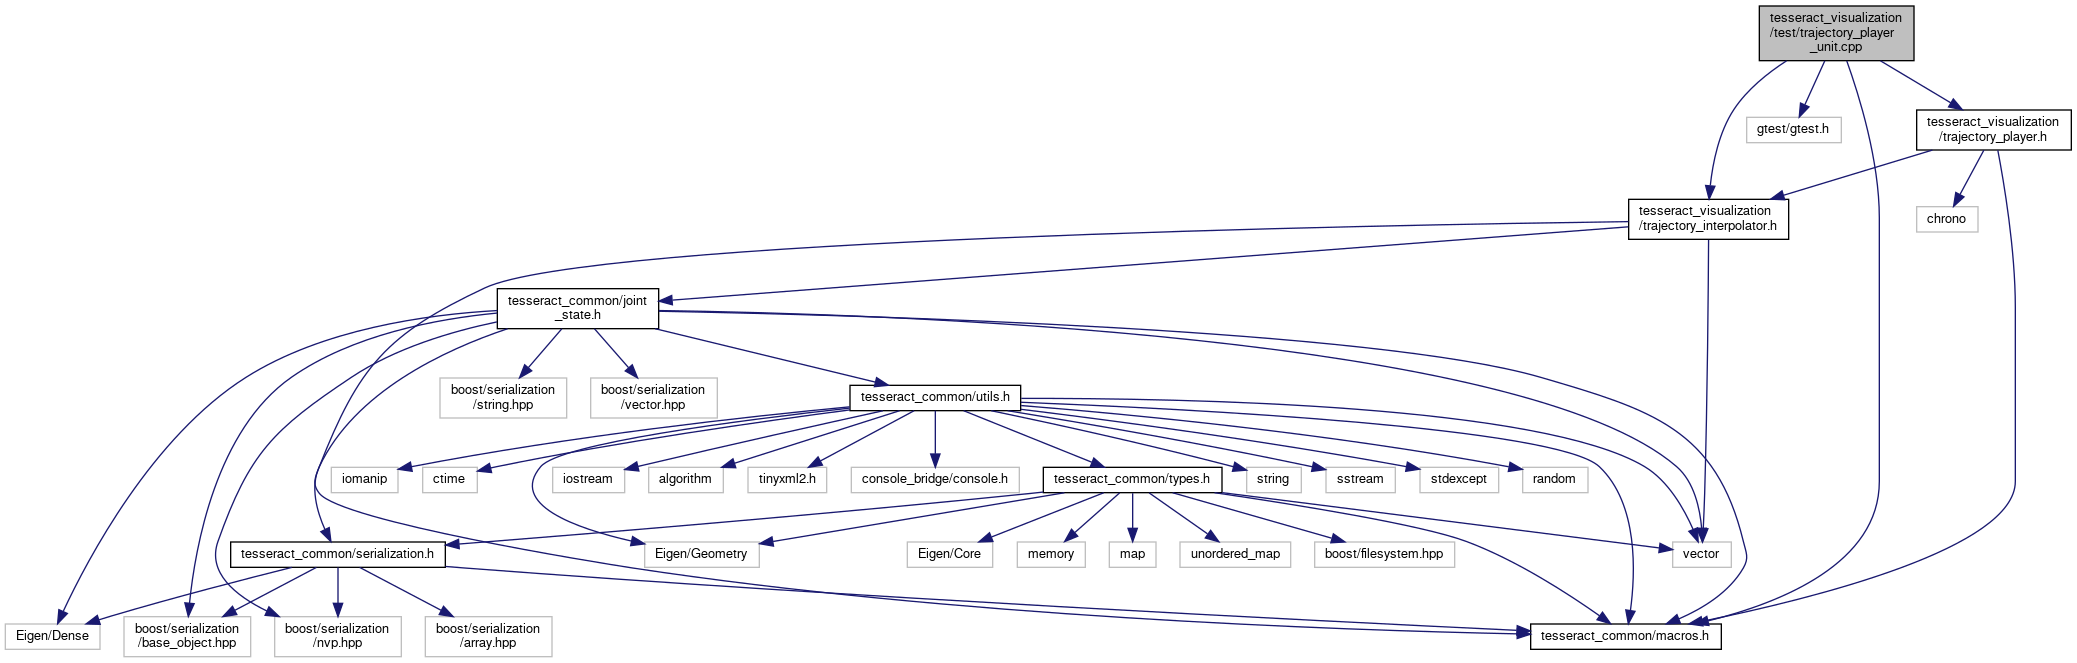 tesseract_visualization
/test/trajectory_player
_unit.cpp
gtest/gtest.h
tesseract_visualization
/trajectory_player.h
tesseract_visualization
/trajectory_interpolator.h
chrono
tesseract_common/joint
_state.h
boost/serialization
/string.hpp
boost/serialization
/vector.hpp
tesseract_common/utils.h
iomanip
ctime
iostream
algorithm
tinyxml2.h
console_bridge/console.h
tesseract_common/types.h
string
sstream
stdexcept
random
tesseract_common/serialization.h
Eigen/Geometry
Eigen/Core
memory
map
unordered_map
boost/filesystem.hpp
vector
Eigen/Dense
boost/serialization
/base_object.hpp
boost/serialization
/nvp.hpp
boost/serialization
/array.hpp
tesseract_common/macros.h